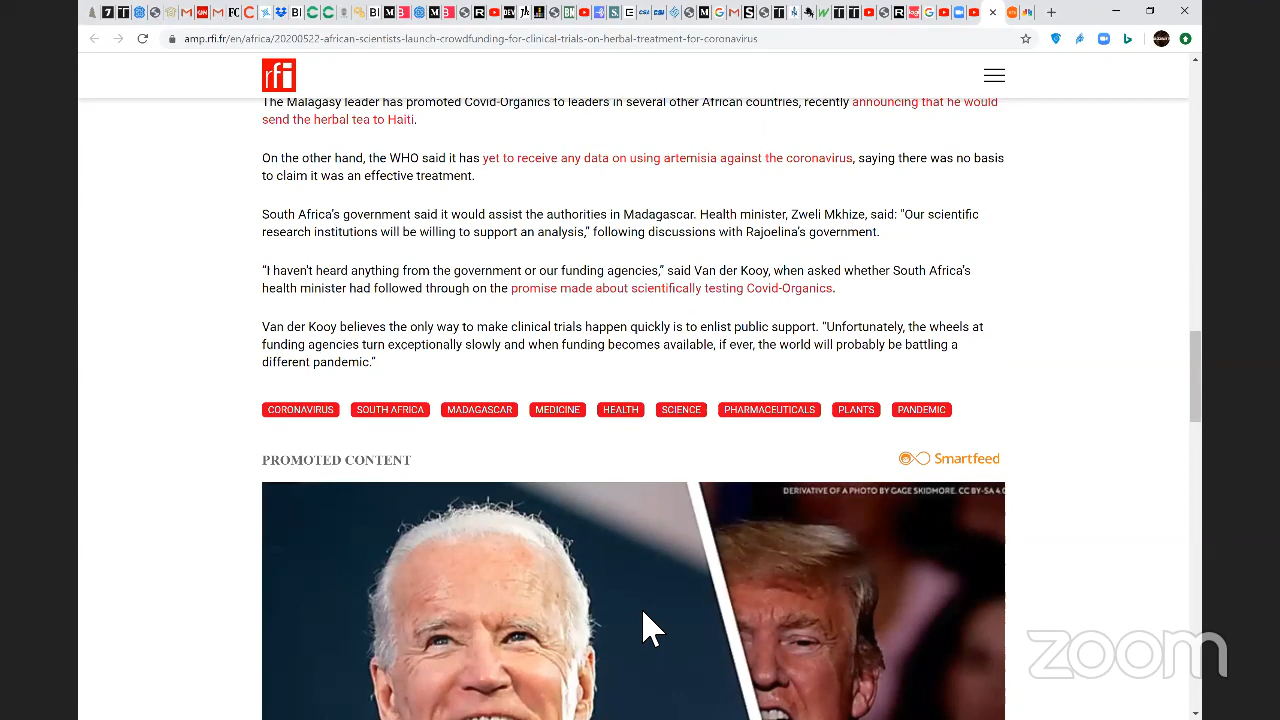 amp.rfi.fr/en/africa/20200522-african-scientists-launch-crowdfunding-for-clinical-trials-on-herbal-treatment-for-coronavirus
rfi
The Malagasy leader has promoted Covid-Organics to leaders in several other African countries, recently announcing that he would
send the herbal tea to Haiti.
On the other hand, the WHO said it has yet to receive any data on using artemisia against the coronavirus, saying there was no basis
to claim it was an effective treatment.
South Africa's government said it would assist the authorities in Madagascar. Health minister, Zweli Mkhize, said: "Our scientific
research institutions will be willing to support an analysis," following discussions with Rajoelina's government.
"I haven't heard anything from the government or our funding agencies," said Van der Kooy, when asked whether South Africa's
health minister had followed through on the promise made about scientifically testing Covid-Organics.
Van der Kooy believes the only way to make clinical trials happen quickly is to enlist public support. "Unfortunately, the wheels at
funding agencies turn exceptionally slowly and when funding becomes available, if ever, the world will probably be battling a
different pandemic."
CORONAVIRUS SOUTH AFRICA MADAGASCAR MEDICINE HEALTH SCIENCE PHARMACEUTICALS PLANTS PANDEMIC
PROMOTED CONTENT Smartfeed
DERIVATIVE OF A PHOTO BY GAGE SKIDMORE. CC BY-SA 4.0
zoom